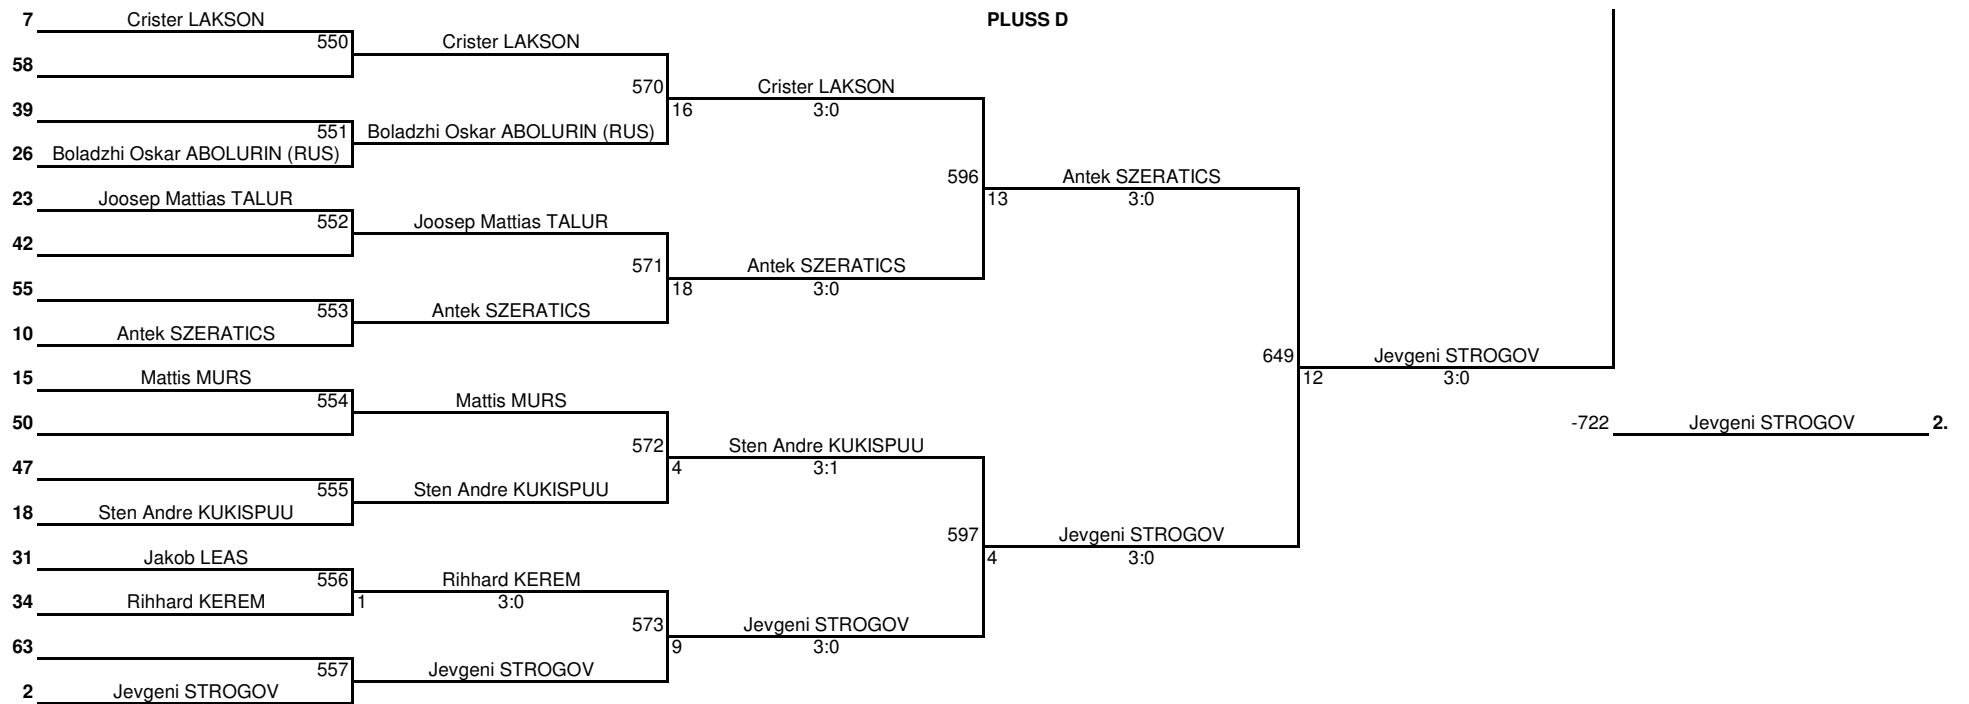 7 Crister LAKSON
PLUSS D
550 Crister LAKSON
58
570 Crister LAKSON
39
16 3:0
551 Boladzhi Oskar ABOLURIN (RUS)
26 Boladzhi Oskar ABOLURIN (RUS)
596 Antek SZERATICS
23 Joosep Mattias TALUR
13 3:0
552 Joosep Mattias TALUR
42
571 Antek SZERATICS
55
18 3:0
553 Antek SZERATICS
10 Antek SZERATICS
649 Jevgeni STROGOV
15 Mattis MURS
12 3:0
554 Mattis MURS
50
-722 Jevgeni STROGOV 2.
572 Sten Andre KUKISPUU
47
4 3:1
555 Sten Andre KUKISPUU
18 Sten Andre KUKISPUU
597 Jevgeni STROGOV
31 Jakob LEAS
4 3:0
556 Rihhard KEREM
34 Rihhard KEREM
1 3:0
573 Jevgeni STROGOV
63
9 3:0
557 Jevgeni STROGOV
2 Jevgeni STROGOV